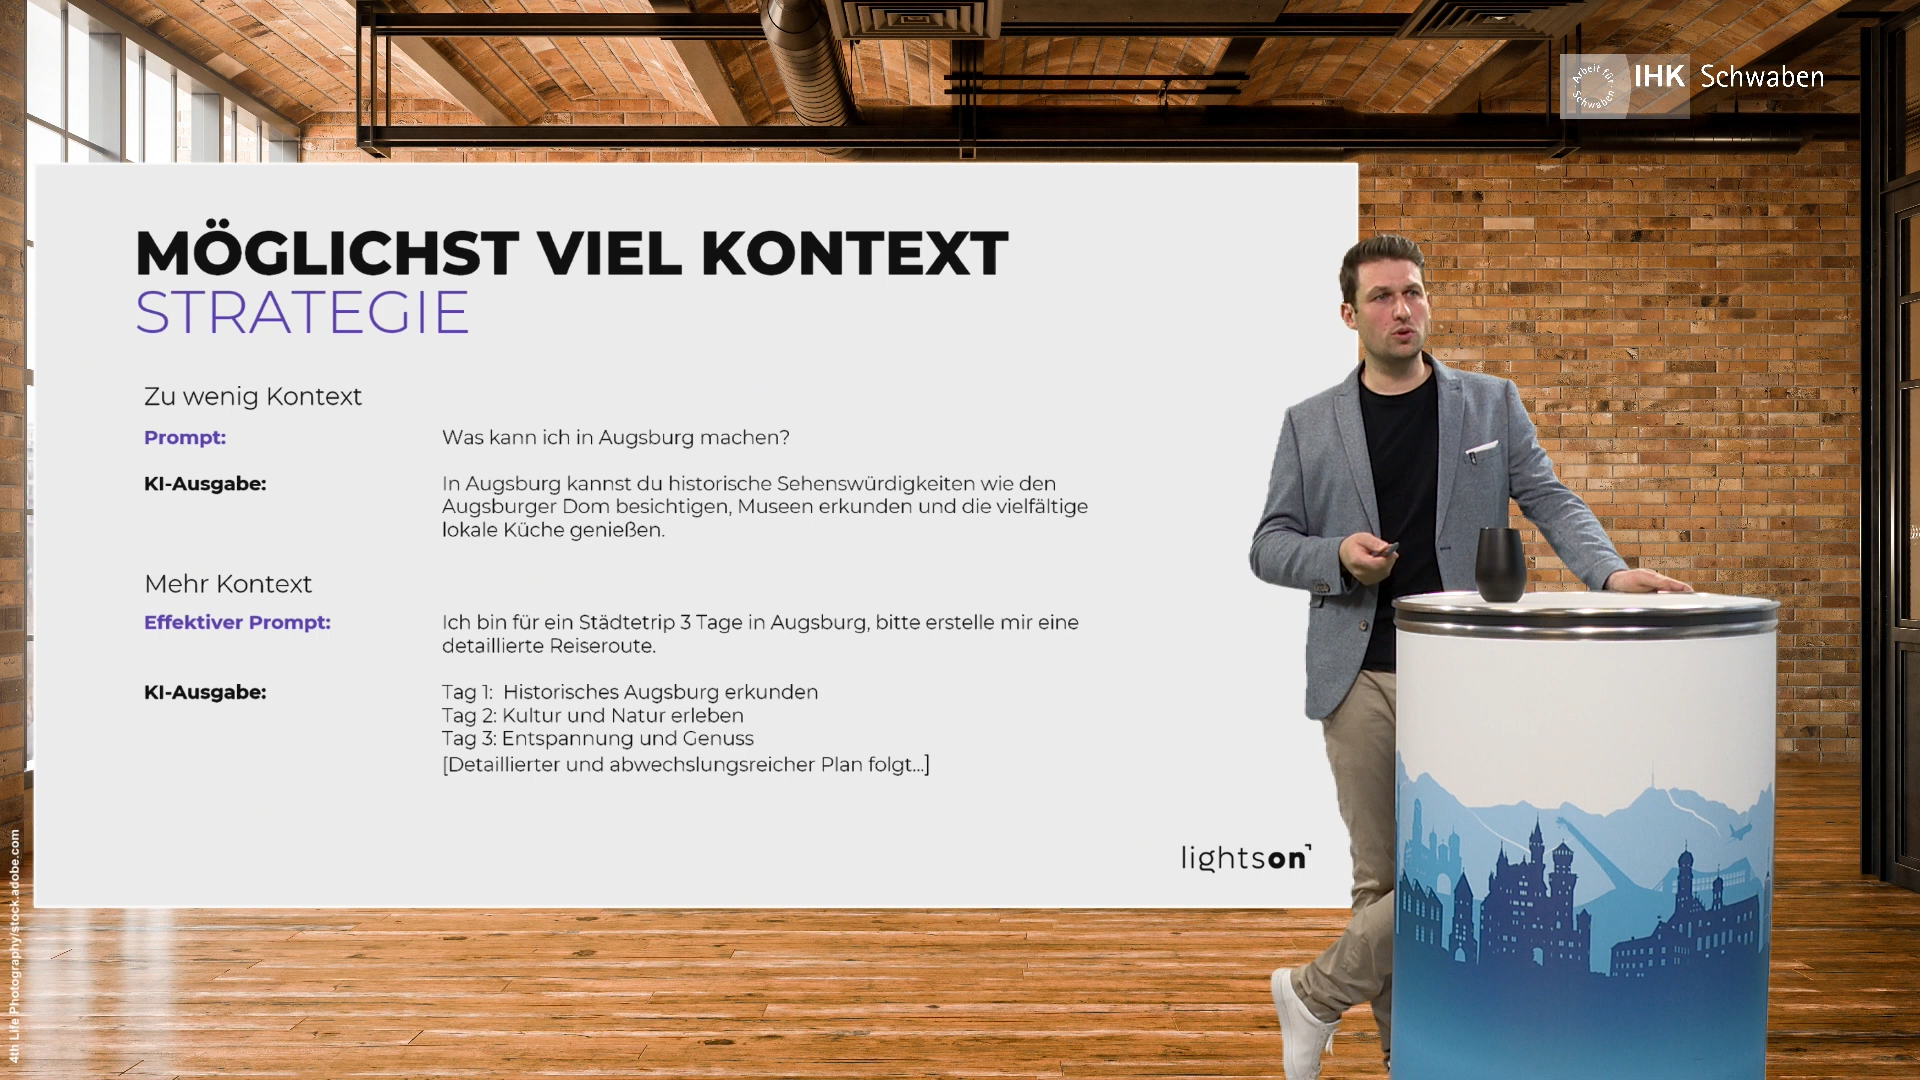 Arbeit für Schwaben
IHK Schwaben
MÖGLICHST VIEL KONTEXT
STRATEGIE
Zu wenig Kontext
Prompt: Was kann ich in Augsburg machen?
KI-Ausgabe: In Augsburg kannst du historische Sehenswürdigkeiten wie den
Augsburger Dom besichtigen, Museen erkunden und die vielfältige
lokale Küche genießen.
Mehr Kontext
Effektiver Prompt: Ich bin für ein Städtetrip 3 Tage in Augsburg, bitte erstelle mir eine
detaillierte Reiseroute.
KI-Ausgabe: Tag 1: Historisches Augsburg erkunden
Tag 2: Kultur und Natur erleben
Tag 3: Entspannung und Genuss
[Detaillierter und abwechslungsreicher Plan folgt...]
lightson
4th Life Photography/stock.adobe.com